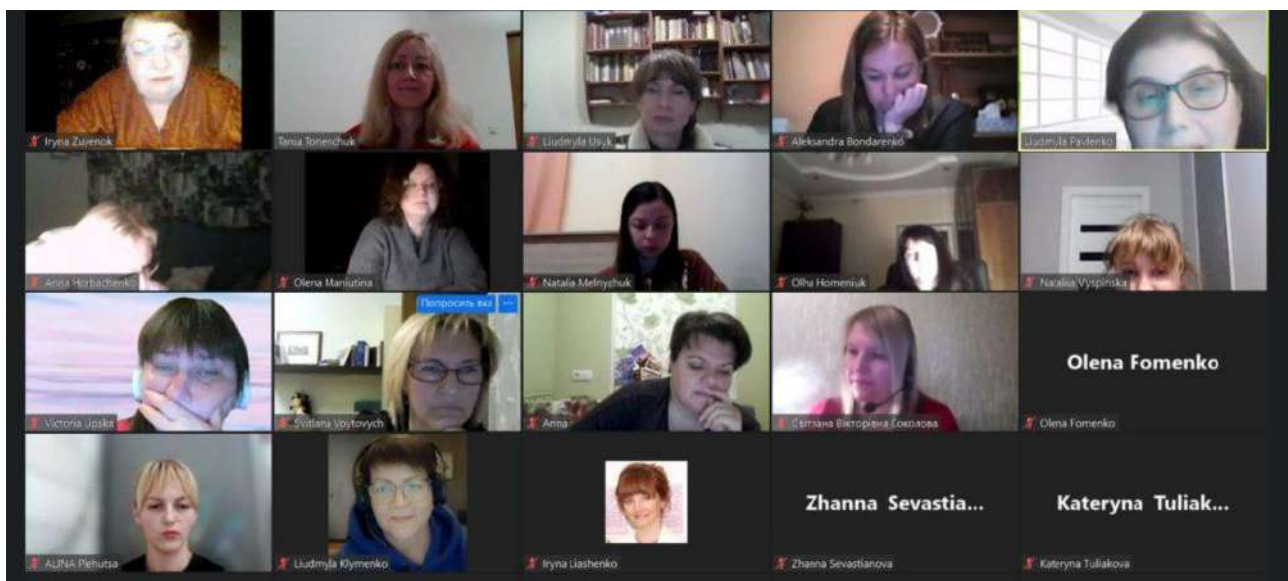 Iryna Zuienok
Tania Tonenchuk
Liudmyla Usyk
Aleksandra Bondarenko
Liudmyla Pavlenko
Anna Horbachenko
Olena Maniutina
Natalia Melnychuk
Olha Homeniuk
Nataliia Vyspinska
Victoria Lipska
Попросить вкл
Svitlana Voytovych
Anna
Світлана Вікторівна Соколова
Olena Fomenko
Olena Fomenko
ALINA Plehutsa
Liudmyla Klymenko
Iryna Liashenko
Zhanna Sevastia...
Zhanna Sevastianova
Kateryna Tuliak...
Kateryna Tuliakova